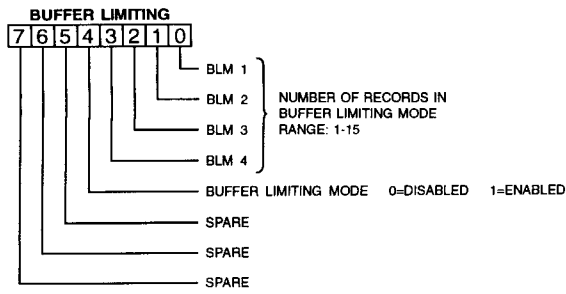 BUFFER LIMITING
7 6 5 4 3 2 1 0
BLM 1
BLM 2
BLM 3
BLM 4
NUMBER OF RECORDS IN
BUFFER LIMITING MODE
RANGE: 1-15
BUFFER LIMITING MODE 0=DISABLED 1=ENABLED
SPARE
SPARE
SPARE